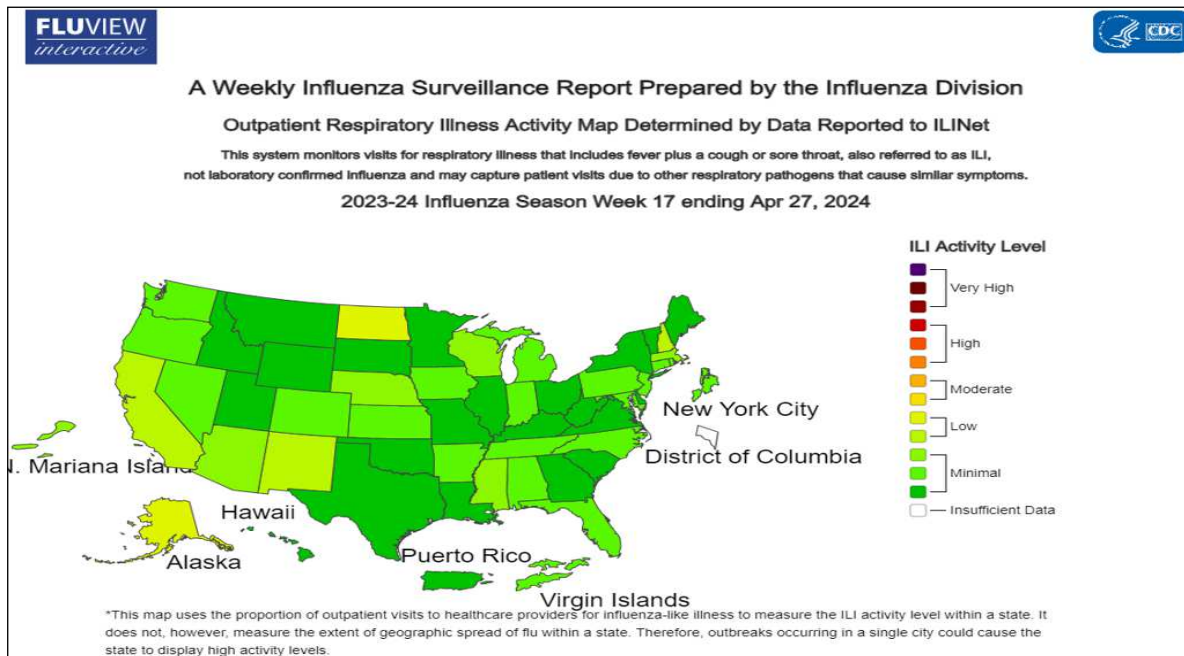 FLUVIEW
interactive
CDC
A Weekly Influenza Surveillance Report Prepared by the Influenza Division
Outpatient Respiratory Illness Activity Map Determined by Data Reported to ILINet
This system monitors visits for respiratory illness that includes fever plus a cough or sore throat, also referred to as ILI,
not laboratory confirmed influenza and may capture patient visits due to other respiratory pathogens that cause similar symptoms.
2023-24 Influenza Season Week 17 ending Apr 27, 2024
ILI Activity Level
Very High
High
Moderate
Low
Minimal
Insufficient Data
New York City
District of Columbia
N. Mariana Island
Hawaii
Alaska
Puerto Rico
Virgin Islands
*This map uses the proportion of outpatient visits to healthcare providers for influenza-like illness to measure the ILI activity level within a state. It
does not, however, measure the extent of geographic spread of flu within a state. Therefore, outbreaks occurring in a single city could cause the
state to display high activity levels.